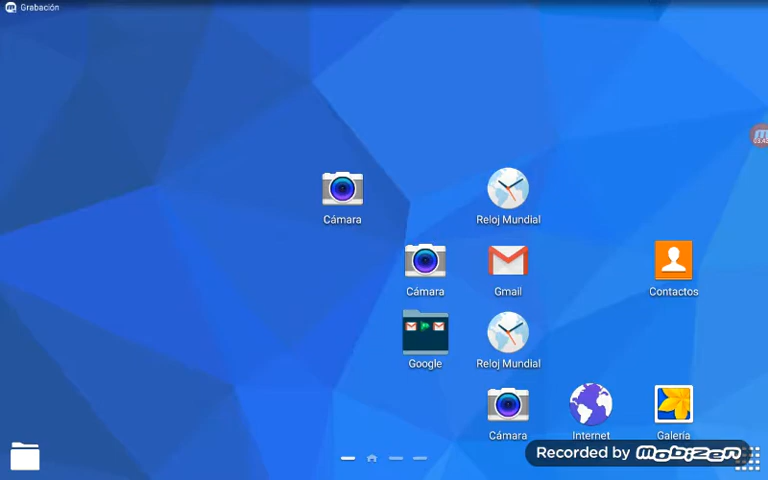 Grabación
Cámara
Reloj Mundial
Cámara
Gmail
Contactos
Google
Reloj Mundial
Cámara
Internet
Galería
Recorded by Mobizen